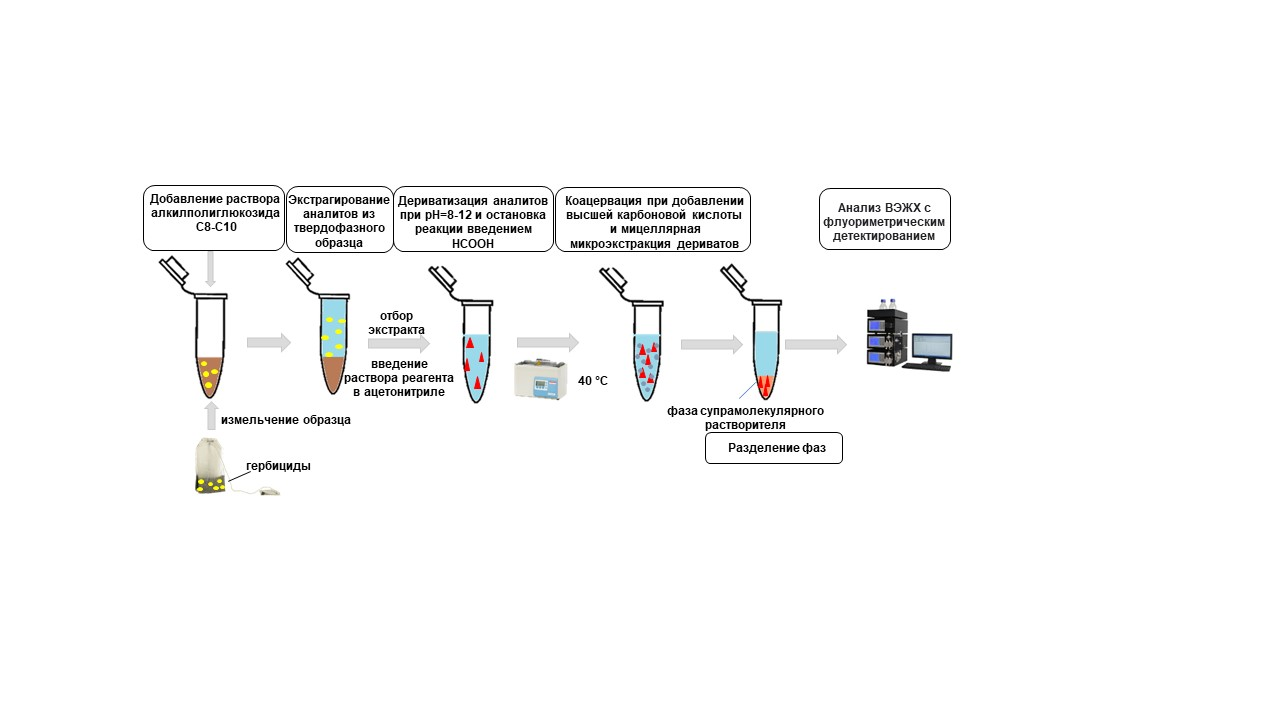 Добавление раствора
алкилполиглюкозида
C8-C10
Экстрагирование
аналитов из
твердофазного
образца
Дериватизация аналитов
при pH=8-12 и остановка
реакции введением
HCOOH
Коацервация при добавлении
высшей карбоновой кислоты
и мицеллярная
микроэкстракция дериватов
Анализ ВЭЖХ с
флуориметрическим
детектированием
отбор
экстракта
введение
раствора реагента
в ацетонитриле
40 °C
измельчение образца
гербициды
фаза супрамолекулярного
растворителя
Разделение фаз